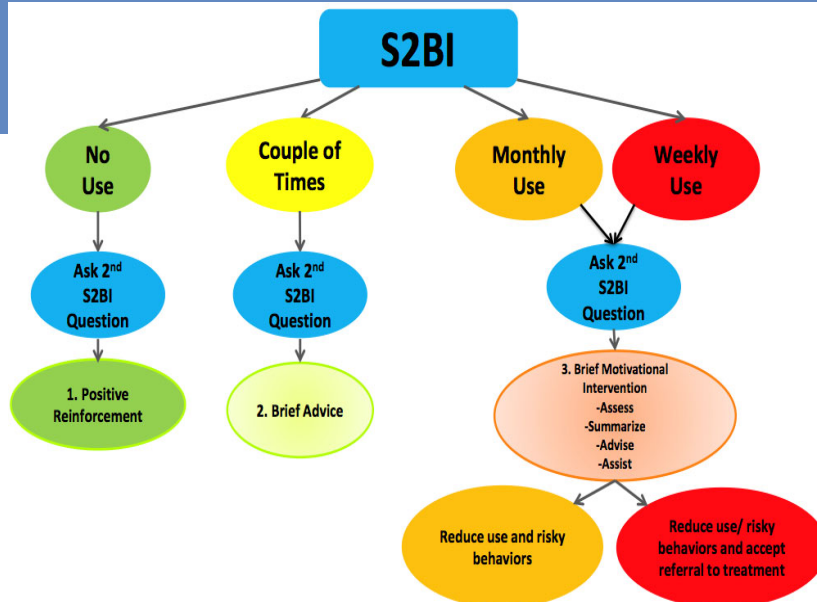 S2BI
No
Use
Couple of
Times
Monthly
Use
Weekly
Use
Ask 2nd
S2BI
Question
Ask 2nd
S2BI
Question
Ask 2nd
S2BI
Question
1. Positive
Reinforcement
2. Brief Advice
3. Brief Motivational
Intervention
-Assess
-Summarize
-Advise
-Assist
Reduce use and risky
behaviors
Reduce use/ risky
behaviors and accept
referral to treatment